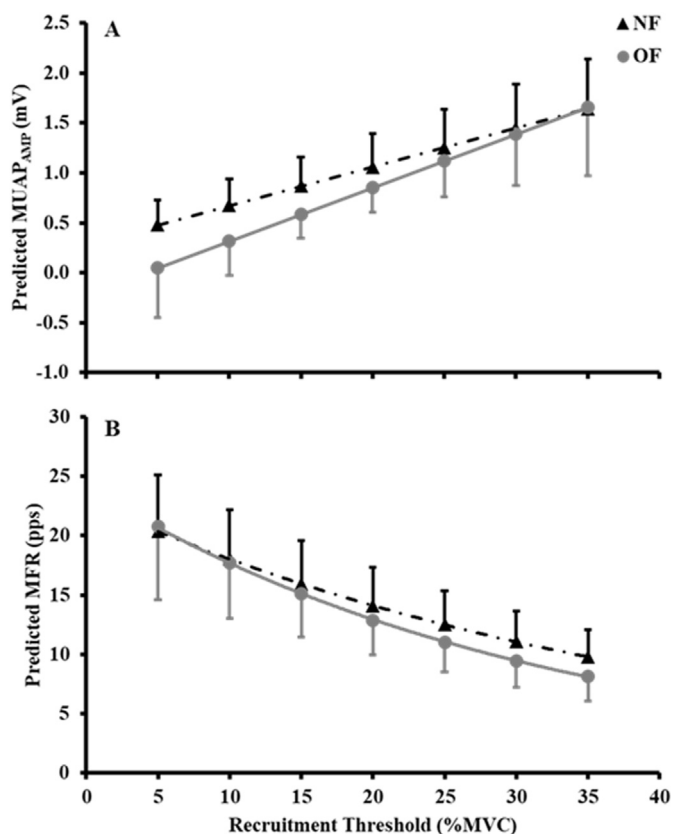 A
NF
OF
Predicted MUAP_AMP (mV)
2.5
2.0
1.5
1.0
0.5
0.0
-0.5
-1.0
B
Predicted MFR (pps)
30
25
20
15
10
5
0
0 5 10 15 20 25 30 35 40
Recruitment Threshold (%MVC)